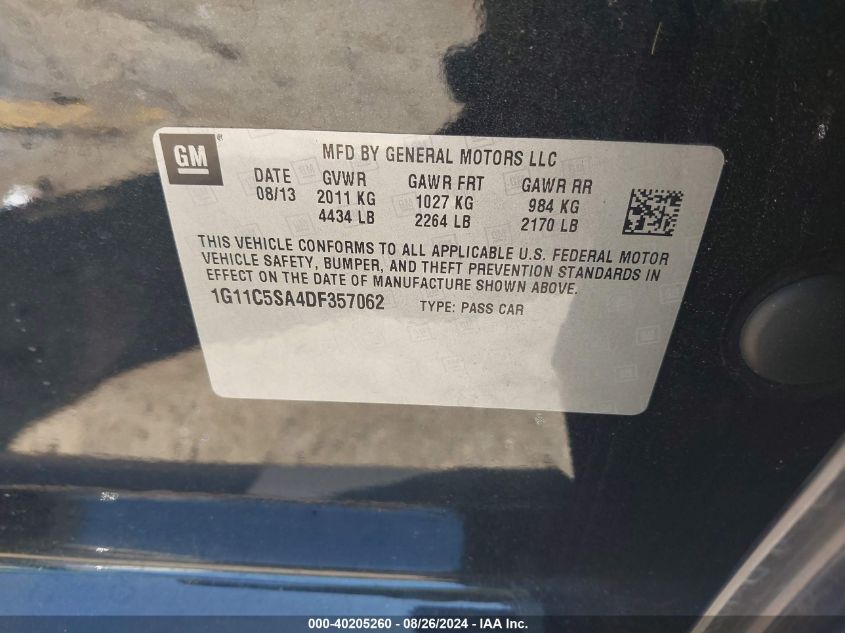 GM
MFD BY GENERAL MOTORS LLC
DATE GVWR GAWR FRT GAWR RR
08/13 2011 KG 1027 KG 984 KG
4434 LB 2264 LB 2170 LB
THIS VEHICLE CONFORMS TO ALL APPLICABLE U.S. FEDERAL MOTOR
VEHICLE SAFETY, BUMPER, AND THEFT PREVENTION STANDARDS IN
EFFECT ON THE DATE OF MANUFACTURE SHOWN ABOVE.
1G11C5SA4DF357062 TYPE: PASS CAR
000-40205260 - 08/26/2024 - IAA Inc.